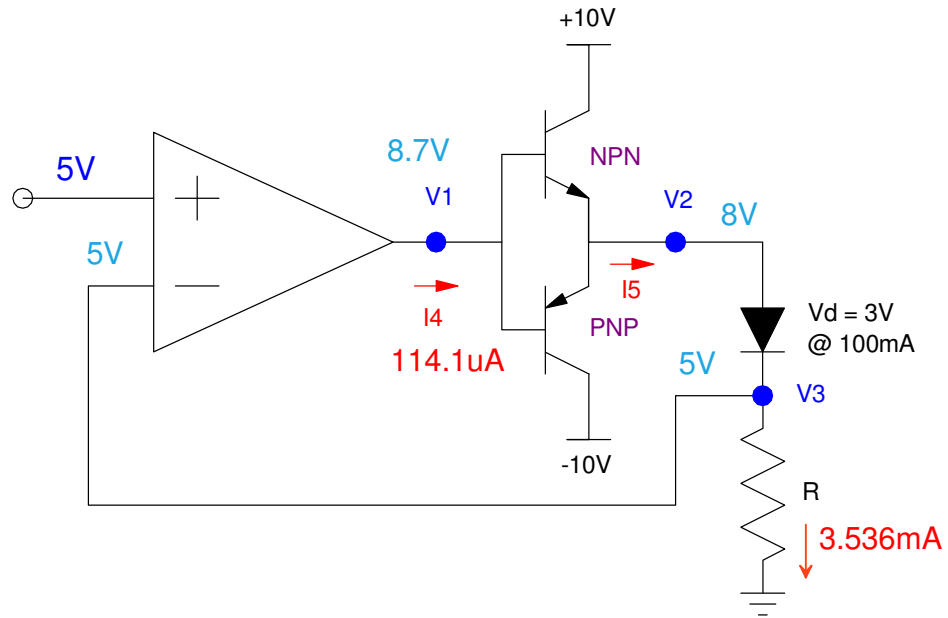 +10V
5V
8.7V
NPN
V1
V2
8V
5V
I4
I5
114.1uA
PNP
Vd = 3V
@ 100mA
5V
V3
-10V
R
3.536mA